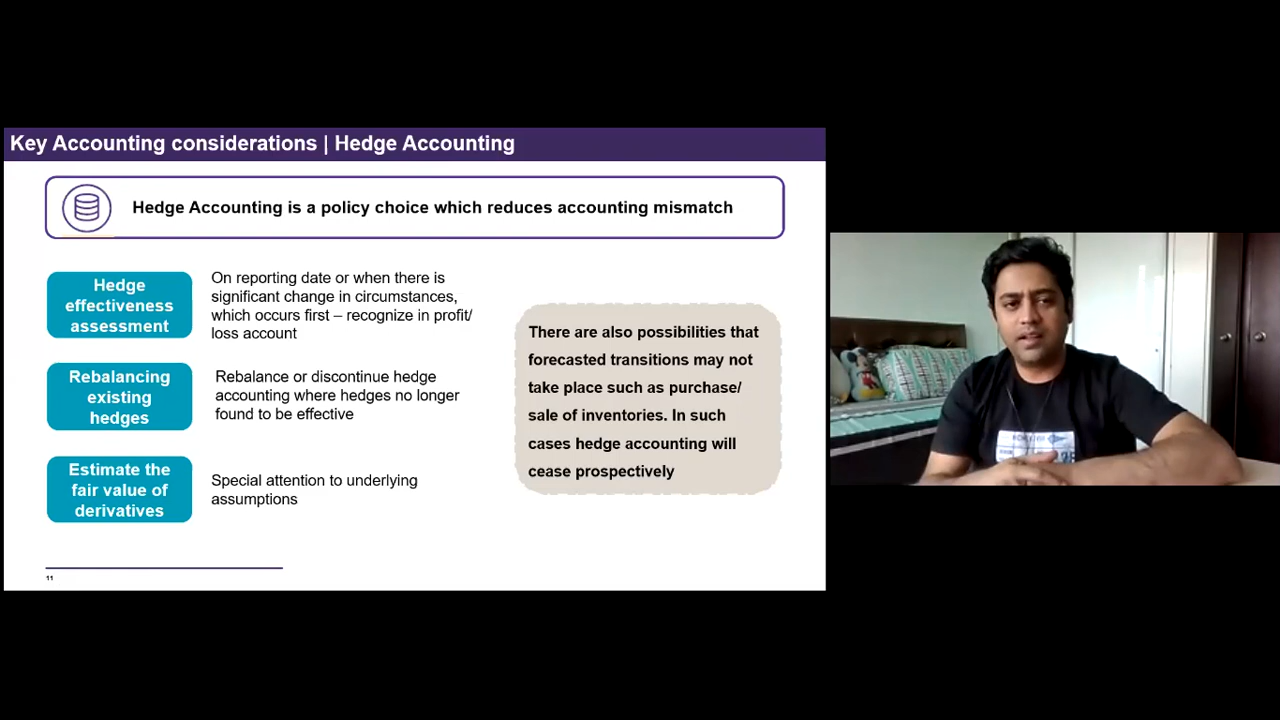 Key Accounting considerations | Hedge Accounting
Hedge Accounting is a policy choice which reduces accounting mismatch
Hedge
effectiveness
assessment
On reporting date or when there is
significant change in circumstances,
which occurs first – recognize in profit/
loss account
Rebalancing
existing
hedges
Rebalance or discontinue hedge
accounting where hedges no longer
found to be effective
Estimate the
fair value of
derivatives
Special attention to underlying
assumptions
There are also possibilities that
forecasted transitions may not
take place such as purchase/
sale of inventories. In such
cases hedge accounting will
cease prospectively
11